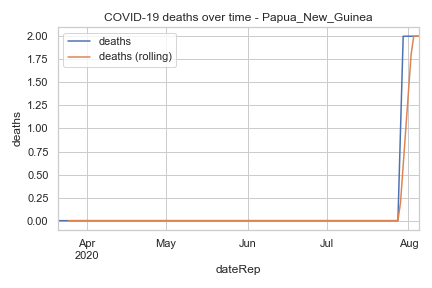 COVID-19 deaths over time - Papua_New_Guinea
deaths
deaths (rolling)
2.00
1.75
1.50
1.25
1.00
0.75
0.50
0.25
0.00
deaths
Apr
2020
May
Jun
Jul
Aug
dateRep